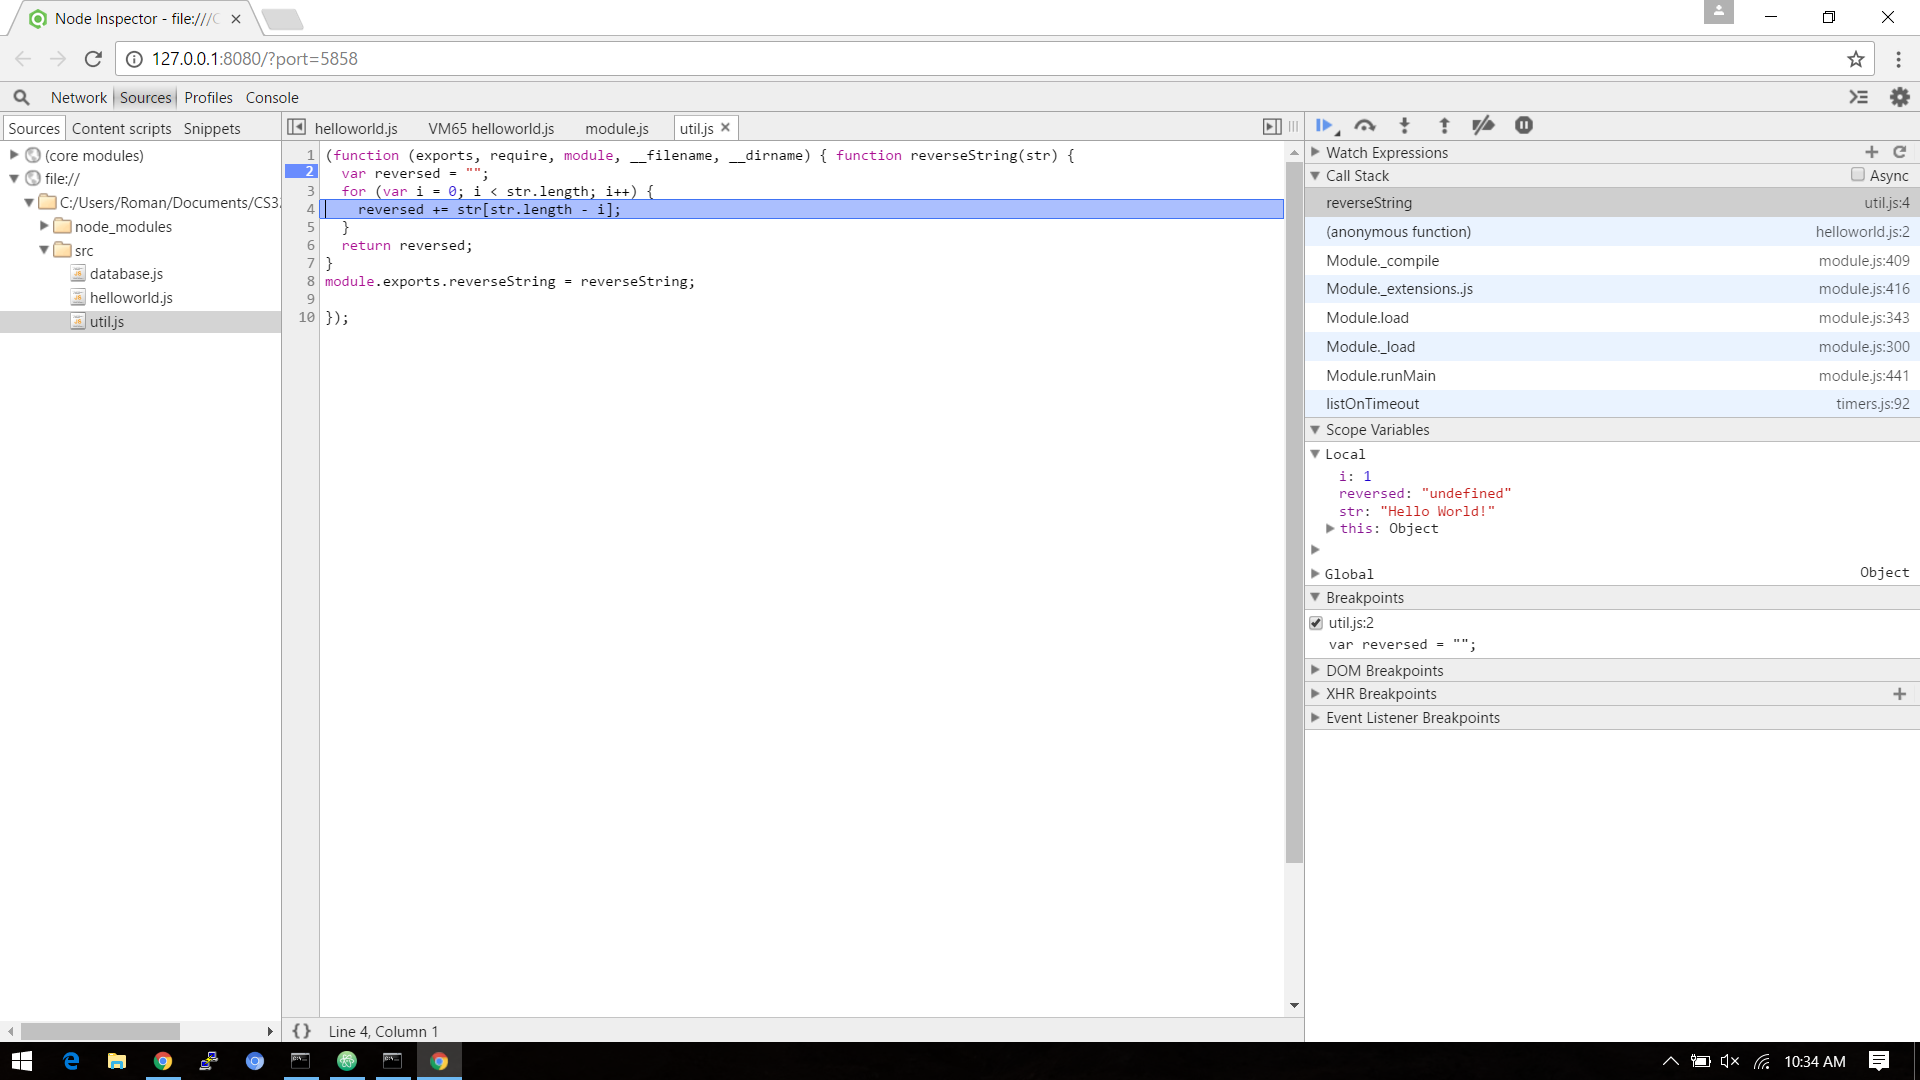 Node Inspector - file:///C
127.0.0.1:8080/?port=5858
Network Sources Profiles Console
Sources Content scripts Snippets
(core modules)
file://
C:/Users/Roman/Documents/CS3
node_modules
src
database.js
helloworld.js
util.js
helloworld.js VM65 helloworld.js module.js util.js
1 (function (exports, require, module, __filename, __dirname) { function reverseString(str) {
2 var reversed = "";
3 for (var i = 0; i < str.length; i++) {
4 reversed += str[str.length - i];
5 }
6 return reversed;
7 }
8 module.exports.reverseString = reverseString;
9
10 });
{} Line 4, Column 1
Watch Expressions
Call Stack Async
reverseString util.js:4
(anonymous function) helloworld.js:2
Module._compile module.js:409
Module._extensions..js module.js:416
Module.load module.js:343
Module._load module.js:300
Module.runMain module.js:441
listOnTimeout timers.js:92
Scope Variables
Local
i: 1
reversed: "undefined"
str: "Hello World!"
this: Object
Global Object
Breakpoints
util.js:2
var reversed = "";
DOM Breakpoints
XHR Breakpoints
Event Listener Breakpoints
10:34 AM